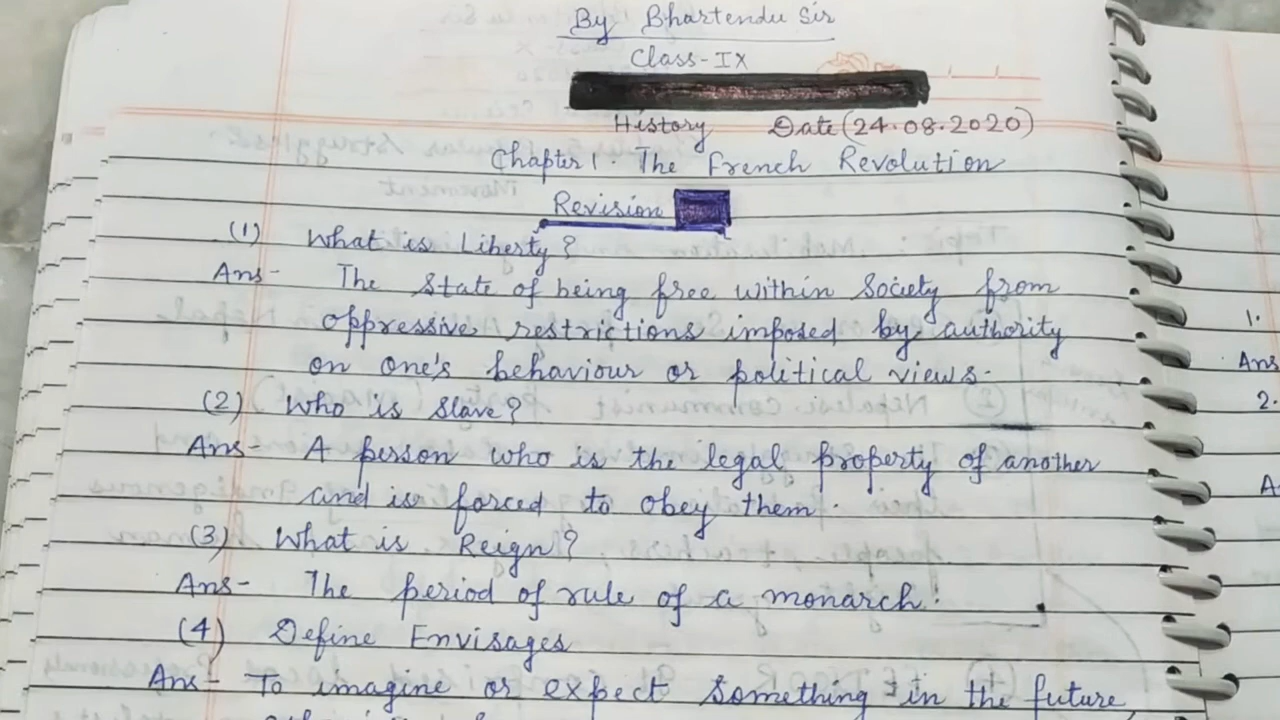 By Bhartendu Sir
Class-IX
History Date (24.08.2020)
Chapter 1. The French Revolution
Revision
(1) What is Liberty?
Ans- The State of being free within Society from
oppressive restrictions imposed by authority
on one's behaviour or political views.
(2) Who is Slave?
Ans- A person who is the legal property of another
and is forced to obey them.
(3) What is Reign?
Ans- The period of rule of a monarch.
(4) Define Envisages
Ans- To imagine or expect something in the future,
1.
Ans
2.
A